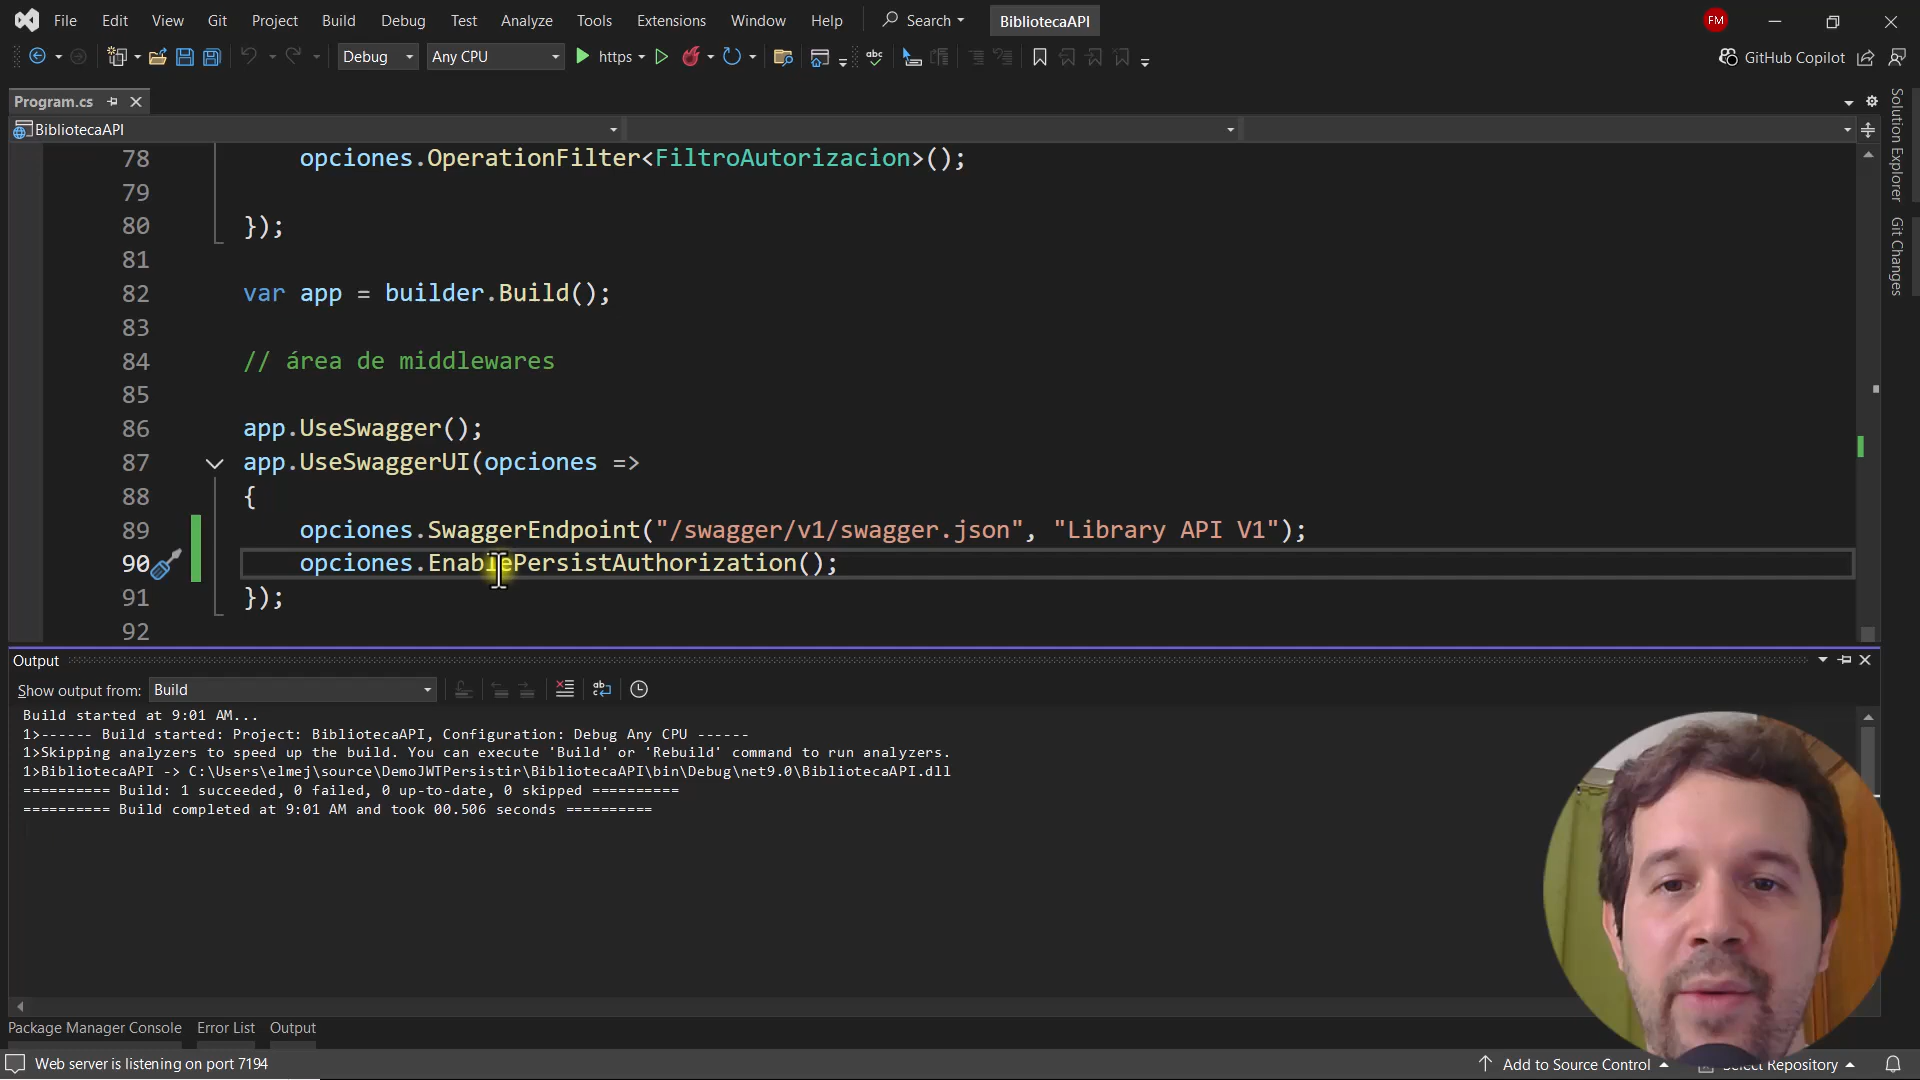 File Edit View Git Project Build Debug Test Analyze Tools Extensions Window Help Search BibliotecaAPI FM
Debug Any CPU https GitHub Copilot
Program.cs
BibliotecaAPI
78 opciones.OperationFilter<FiltroAutorizacion>();
79
80 });
81
82 var app = builder.Build();
83
84 // área de middlewares
85
86 app.UseSwagger();
87 app.UseSwaggerUI(opciones =>
88 {
89 opciones.SwaggerEndpoint("/swagger/v1/swagger.json", "Library API V1");
90 opciones.EnablePersistAuthorization();
91 });
92
Solution Explorer
Git Changes
Output
Show output from: Build
Build started at 9:01 AM...
1>------ Build started: Project: BibliotecaAPI, Configuration: Debug Any CPU ------
1>Skipping analyzers to speed up the build. You can execute 'Build' or 'Rebuild' command to run analyzers.
1>BibliotecaAPI -> C:\Users\elmej\source\DemoJWTPersistir\BibliotecaAPI\bin\Debug\net9.0\BibliotecaAPI.dll
========== Build: 1 succeeded, 0 failed, 0 up-to-date, 0 skipped ==========
========== Build completed at 9:01 AM and took 00.506 seconds ==========
Package Manager Console Error List Output
Web server is listening on port 7194 Add to Source Control Select Repository